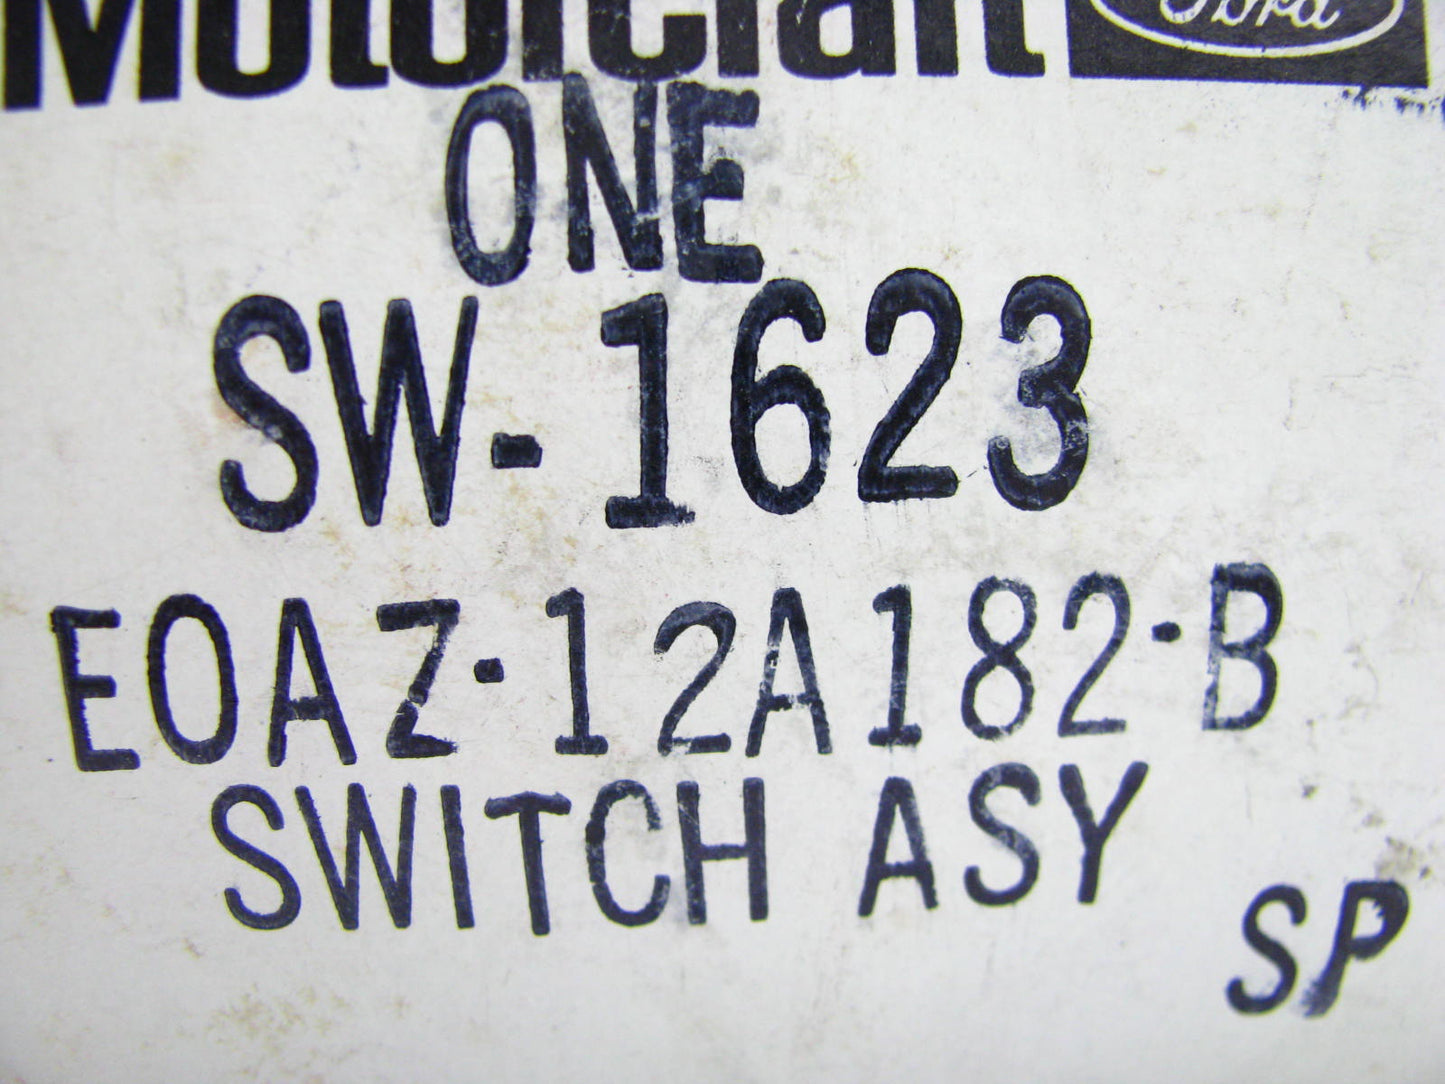 Motorcraft Ford
ONE
SW-1623
EOAZ-12A182-B
SWITCH ASY
SP